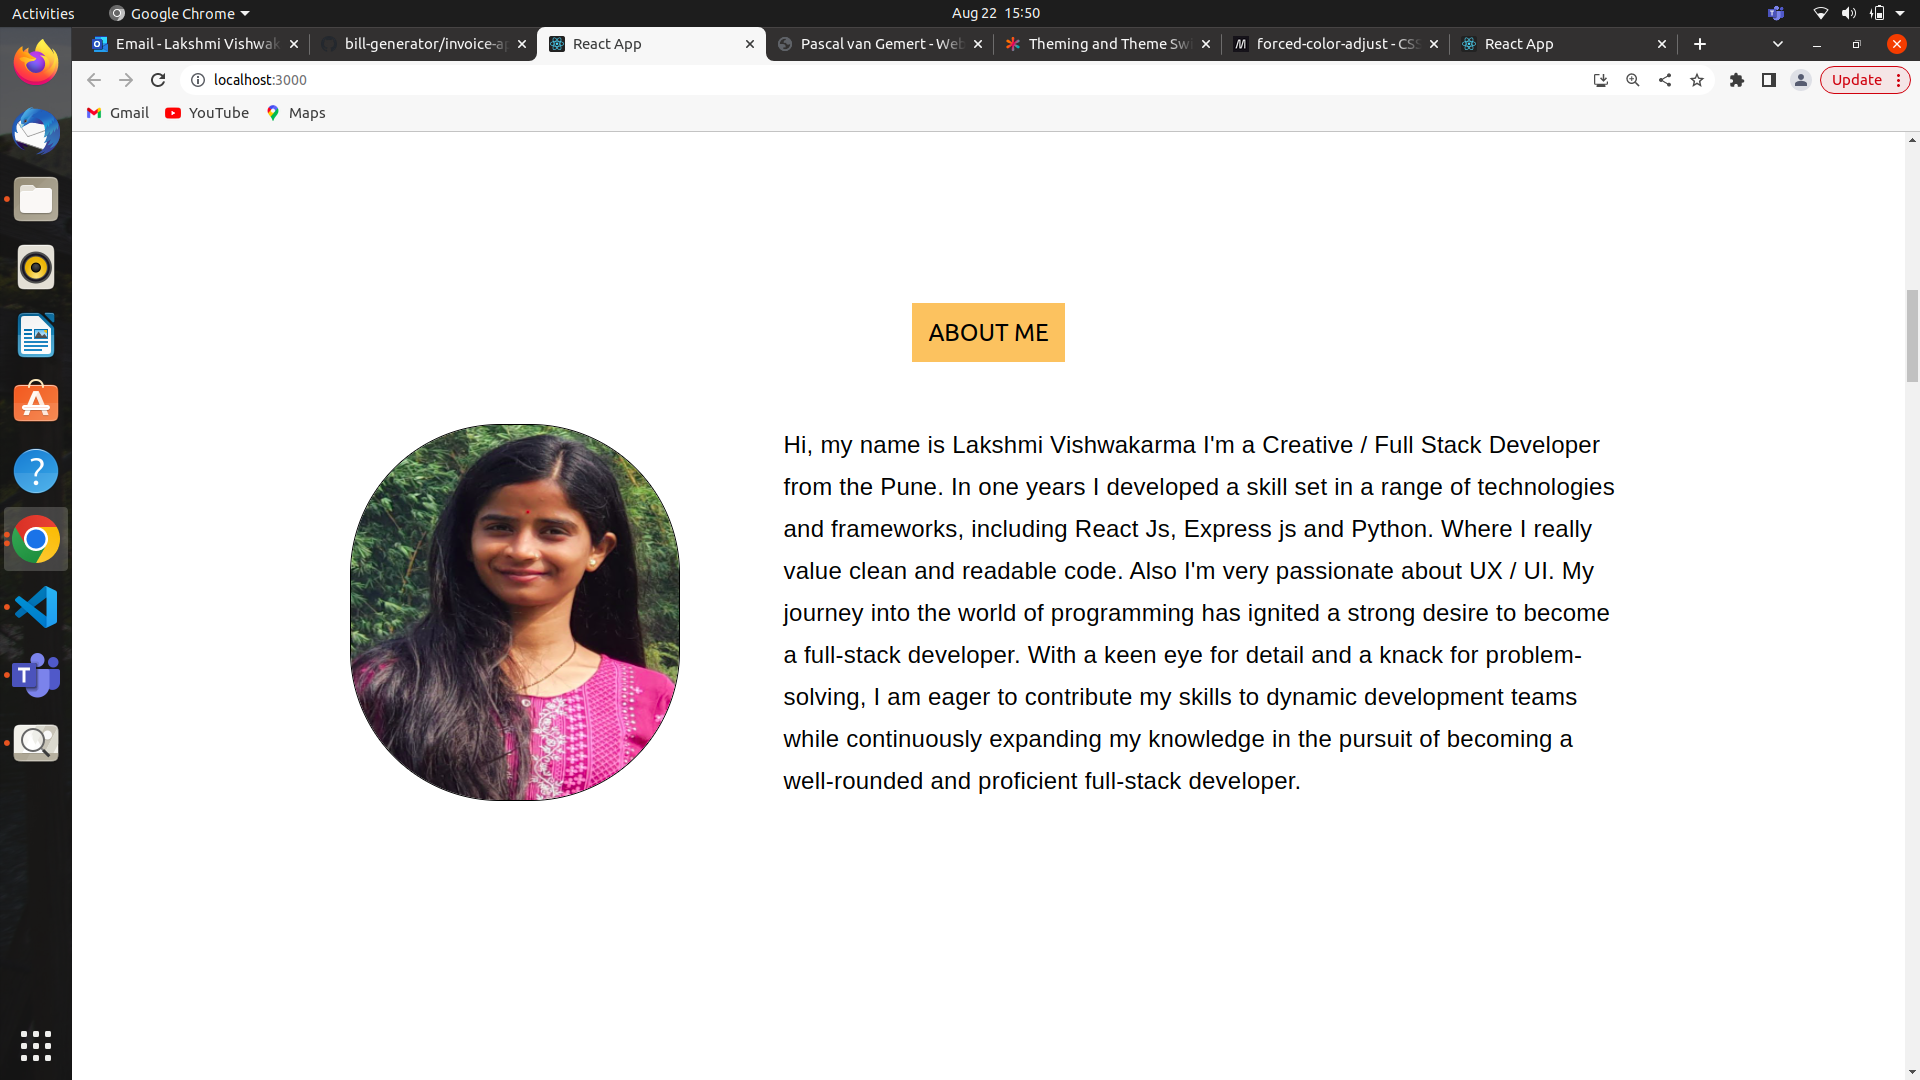 Activities
Google Chrome
Aug 22 15:50
Email - Lakshmi Vishwak
bill-generator/invoice-ap
React App
Pascal van Gemert - Web
Theming and Theme Swi
forced-color-adjust - CSS
React App
localhost:3000
Update
Gmail
YouTube
Maps
ABOUT ME
Hi, my name is Lakshmi Vishwakarma I'm a Creative / Full Stack Developer
from the Pune. In one years I developed a skill set in a range of technologies
and frameworks, including React Js, Express js and Python. Where I really
value clean and readable code. Also I'm very passionate about UX / UI. My
journey into the world of programming has ignited a strong desire to become
a full-stack developer. With a keen eye for detail and a knack for problem-
solving, I am eager to contribute my skills to dynamic development teams
while continuously expanding my knowledge in the pursuit of becoming a
well-rounded and proficient full-stack developer.